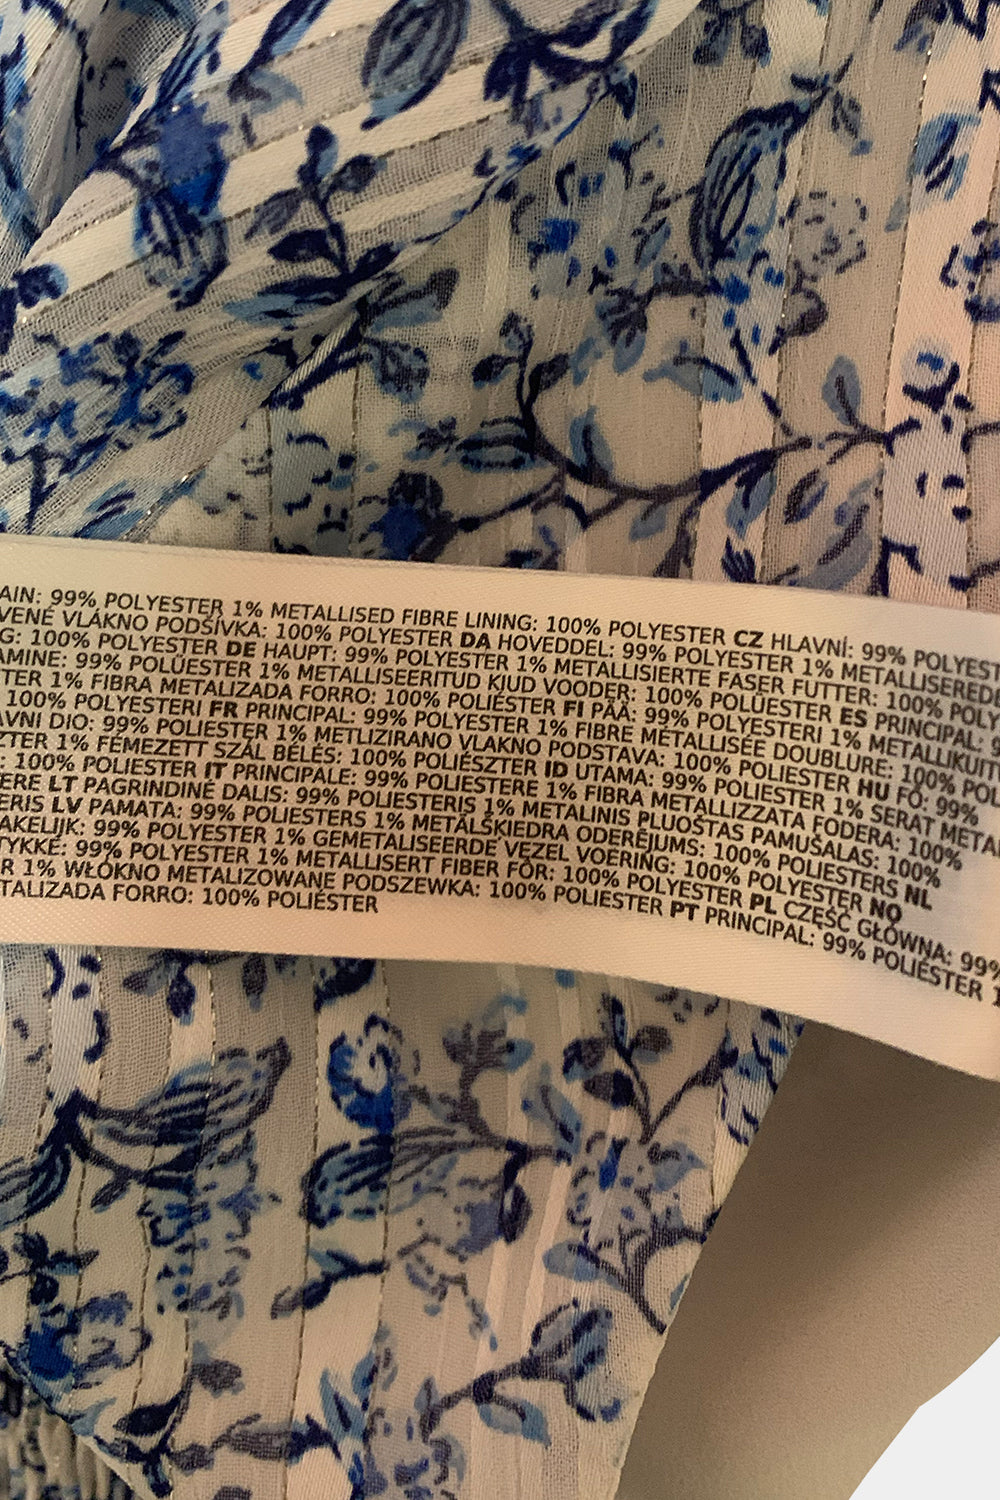 AIN: 99% POLYESTER 1% METALLISED FIBRE LINING: 100% POLYESTER CZ HLAVNÍ: 99% POLYEST
VENÉ VLÁKNO PODŠÍVKA: 100% POLYESTER DA HOVEDDEL: 99% POLYESTER 1% METALLISEREDI
G: 100% POLYESTER DE HAUPT: 99% POLYESTER 1% METALLISIERTE FASER FUTTER: 100% POLY
AMINE: 99% POLÜESTER 1% METALLISEERITUD KIUD VOODER: 100% POLÜESTER ES PRINCIPAL: 9
TER 1% FIBRA METALIZADA FORRO: 100% POLIÉSTER FI PÄÄ: 99% POLYESTERI 1% METALLIKUIT
100% POLYESTERI FR PRINCIPAL: 99% POLYESTER 1% FIBRE MÉTALLISÉE DOUBLURE: 100% POL
AVNI DIO: 99% POLIESTER 1% METLIZIRANO VLAKNO PODSTAVA: 100% POLIESTER HU FŐ: 99%
ZTER 1% FÉMEZETT SZÁL BÉLÉS: 100% POLIÉSZTER ID UTAMA: 99% POLIESTER 1% SERAT METAL
: 100% POLIESTER IT PRINCIPALE: 99% POLIESTERE 1% FIBRA METALLIZZATA FODERA: 100%
ERE LT PAGRINDINĖ DALIS: 99% POLIESTERIS 1% METALINIS PLUOŠTAS PAMUŠALAS: 100%
ERIS LV PAMATA: 99% POLIESTERS 1% METĀLŠĶIEDRA ODERĒJUMS: 100% POLIESTERS NL
AKELIJK: 99% POLYESTER 1% GEMETALISEERDE VEZEL VOERING: 100% POLYESTER NO
TYKKE: 99% POLYESTER 1% METALLISERT FIBER FÔR: 100% POLYESTER PL CZĘŚĆ GŁÓWNA: 99%
R 1% WŁÓKNO METALIZOWANE PODSZEWKA: 100% POLIESTER PT PRINCIPAL: 99% POLIÉSTER 1
TALIZADA FORRO: 100% POLIÉSTER